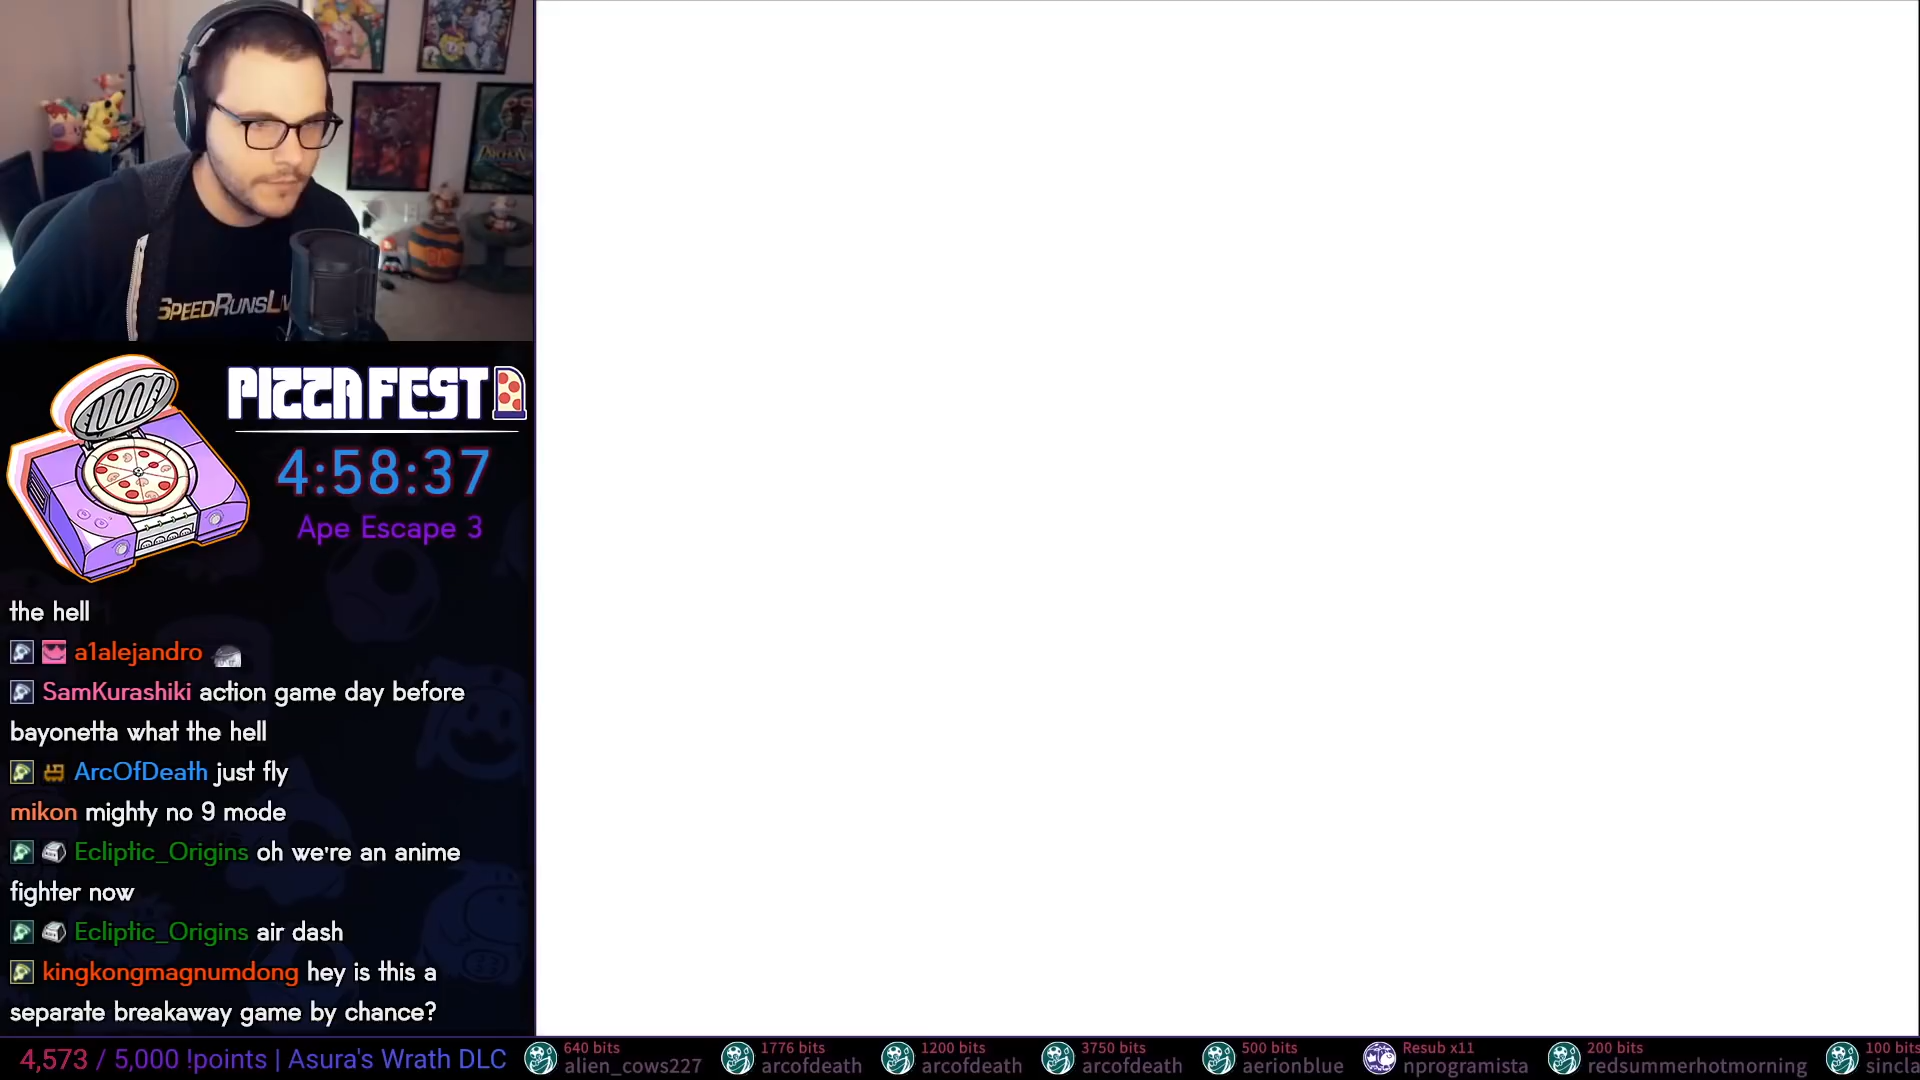 SPEEDRUNSLIV
PIZZA FEST
4:58:37
Ape Escape 3
the hell
a1alejandro
SamKurashiki action game day before
bayonetta what the hell
ArcOfDeath just fly
mikon mighty no 9 mode
Ecliptic_Origins oh we're an anime
fighter now
Ecliptic_Origins air dash
kingkongmagnumdong hey is this a
separate breakaway game by chance?
4,573 / 5,000 !points | Asura's Wrath DLC
640 bits
alien_cows227
1776 bits
arcofdeath
1200 bits
arcofdeath
3750 bits
arcofdeath
500 bits
aerionblue
Resub x11
nprogramista
200 bits
redsummerhotmorning
100 bits
sincla